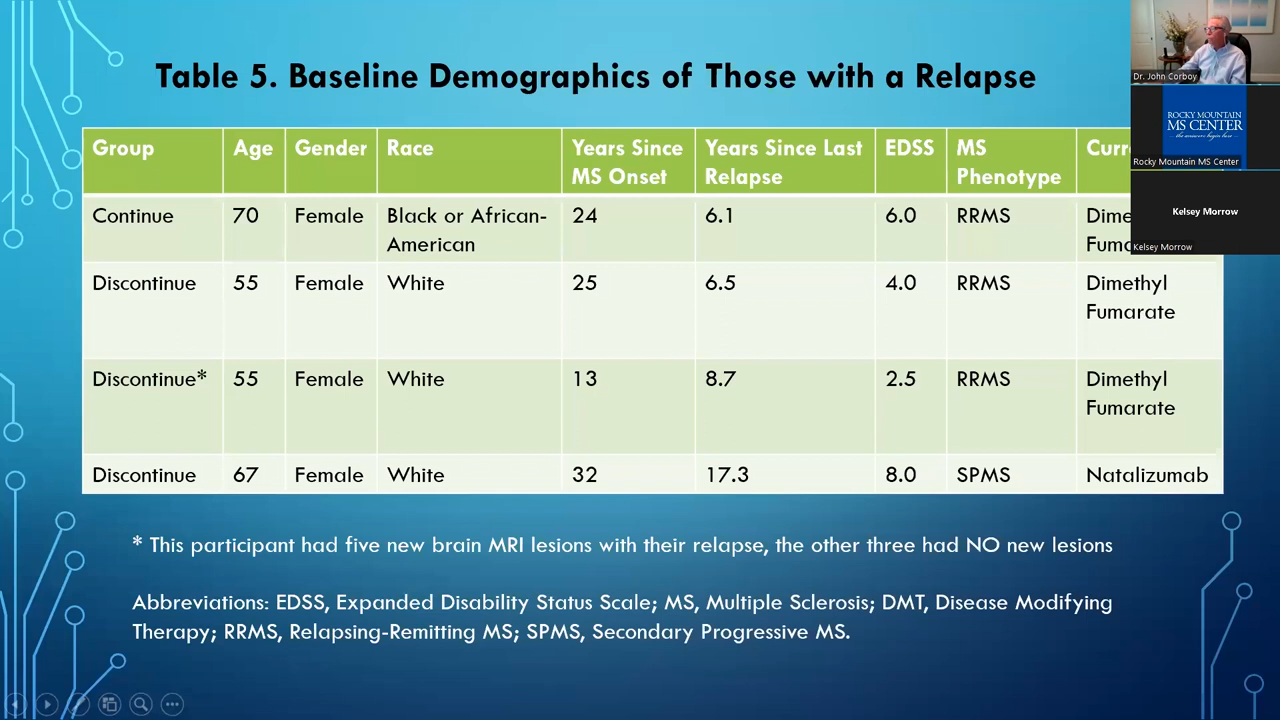 Table 5. Baseline Demographics of Those with a Relapse
Dr. John Corboy
ROCKY MOUNTAIN
MS CENTER
the answers begin here
Rocky Mountain MS Center
Kelsey Morrow
Kelsey Morrow
Group Age Gender Race Years Since MS Onset Years Since Last Relapse EDSS MS Phenotype
Continue 70 Female Black or African-American 24 6.1 6.0 RRMS
Discontinue 55 Female White 25 6.5 4.0 RRMS Dimethyl Fumarate
Discontinue* 55 Female White 13 8.7 2.5 RRMS Dimethyl Fumarate
Discontinue 67 Female White 32 17.3 8.0 SPMS Natalizumab
* This participant had five new brain MRI lesions with their relapse, the other three had NO new lesions
Abbreviations: EDSS, Expanded Disability Status Scale; MS, Multiple Sclerosis; DMT, Disease Modifying
Therapy; RRMS, Relapsing-Remitting MS; SPMS, Secondary Progressive MS.